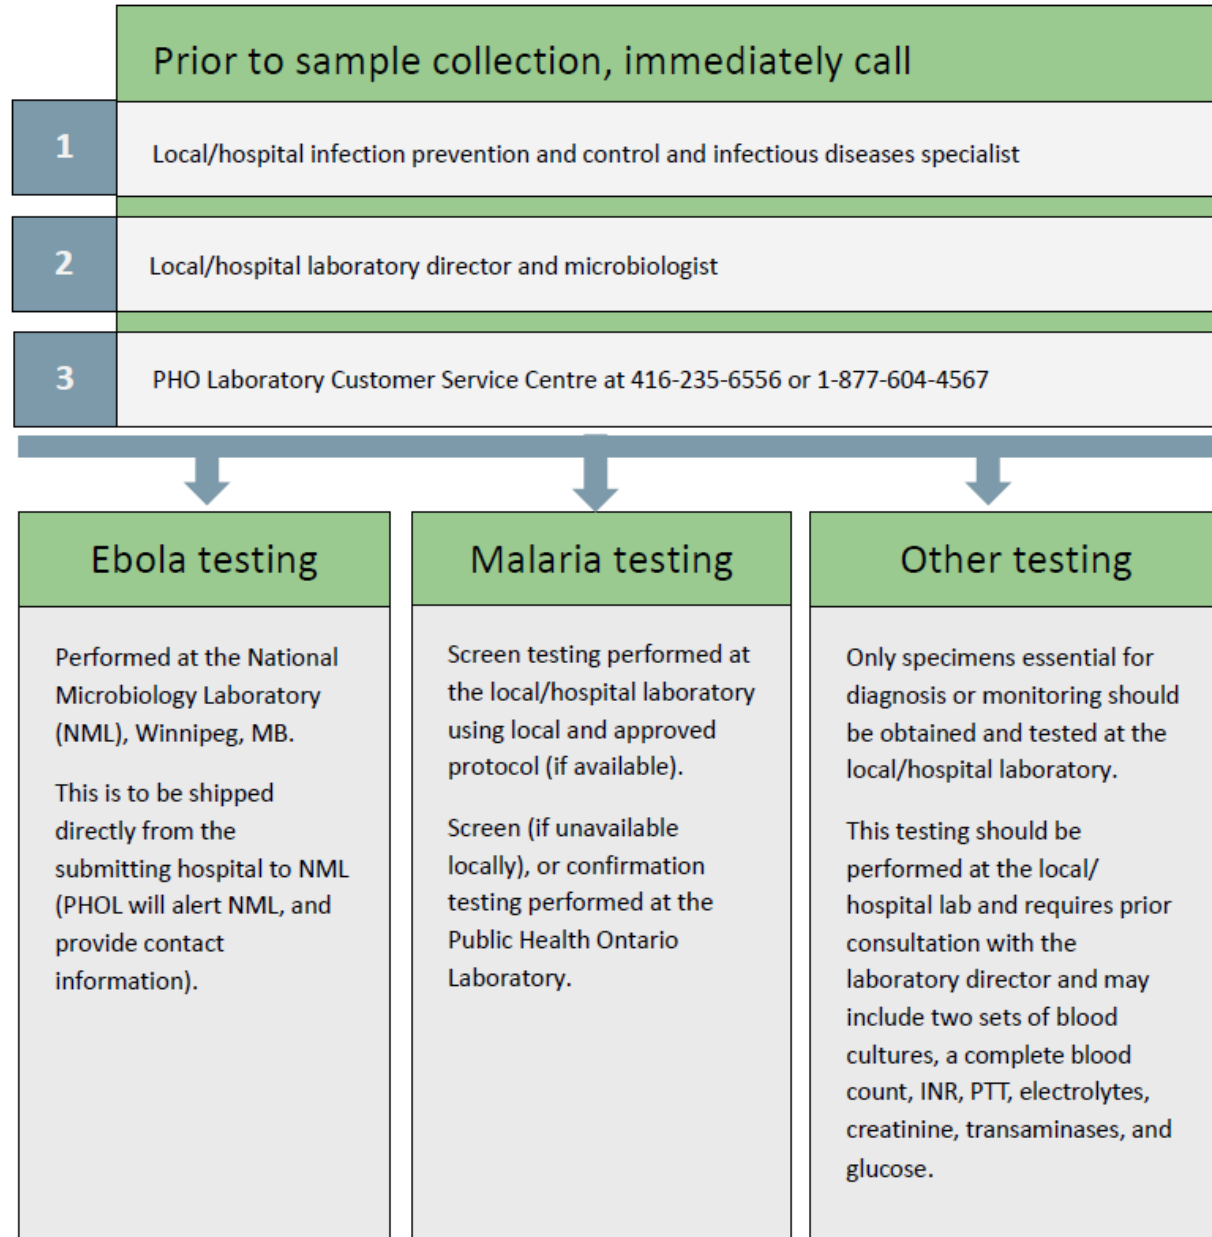 Prior to sample collection, immediately call
1
Local/hospital infection prevention and control and infectious diseases specialist
2
Local/hospital laboratory director and microbiologist
3
PHO Laboratory Customer Service Centre at 416-235-6556 or 1-877-604-4567
Ebola testing
Performed at the National
Microbiology Laboratory
(NML), Winnipeg, MB.
This is to be shipped
directly from the
submitting hospital to NML
(PHOL will alert NML, and
provide contact
information).
Malaria testing
Screen testing performed at
the local/hospital laboratory
using local and approved
protocol (if available).
Screen (if unavailable
locally), or confirmation
testing performed at the
Public Health Ontario
Laboratory.
Other testing
Only specimens essential for
diagnosis or monitoring should
be obtained and tested at the
local/hospital laboratory.
This testing should be
performed at the local/
hospital lab and requires prior
consultation with the
laboratory director and may
include two sets of blood
cultures, a complete blood
count, INR, PTT, electrolytes,
creatinine, transaminases, and
glucose.